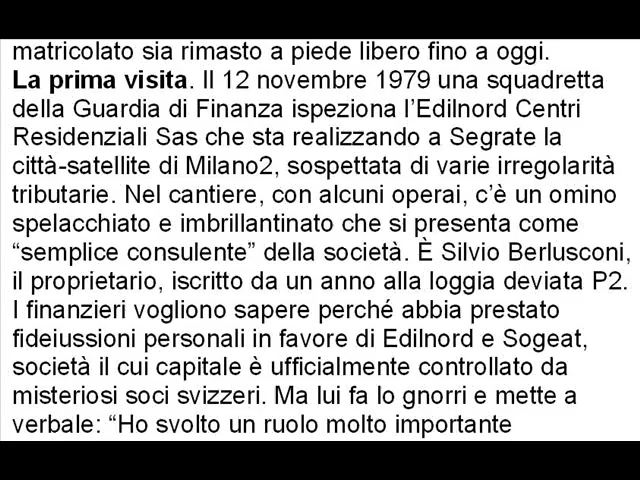 matricolato sia rimasto a piede libero fino a oggi.
La prima visita. Il 12 novembre 1979 una squadretta
della Guardia di Finanza ispeziona l’Edilnord Centri
Residenziali Sas che sta realizzando a Segrate la
città-satellite di Milano2, sospettata di varie irregolarità
tributarie. Nel cantiere, con alcuni operai, c’è un omino
spelacchiato e imbrillantinato che si presenta come
“semplice consulente” della società. È Silvio Berlusconi,
il proprietario, iscritto da un anno alla loggia deviata P2.
I finanzieri vogliono sapere perché abbia prestato
fideiussioni personali in favore di Edilnord e Sogeat,
società il cui capitale è ufficialmente controllato da
misteriosi soci svizzeri. Ma lui fa lo gnorri e mette a
verbale: “Ho svolto un ruolo molto importante